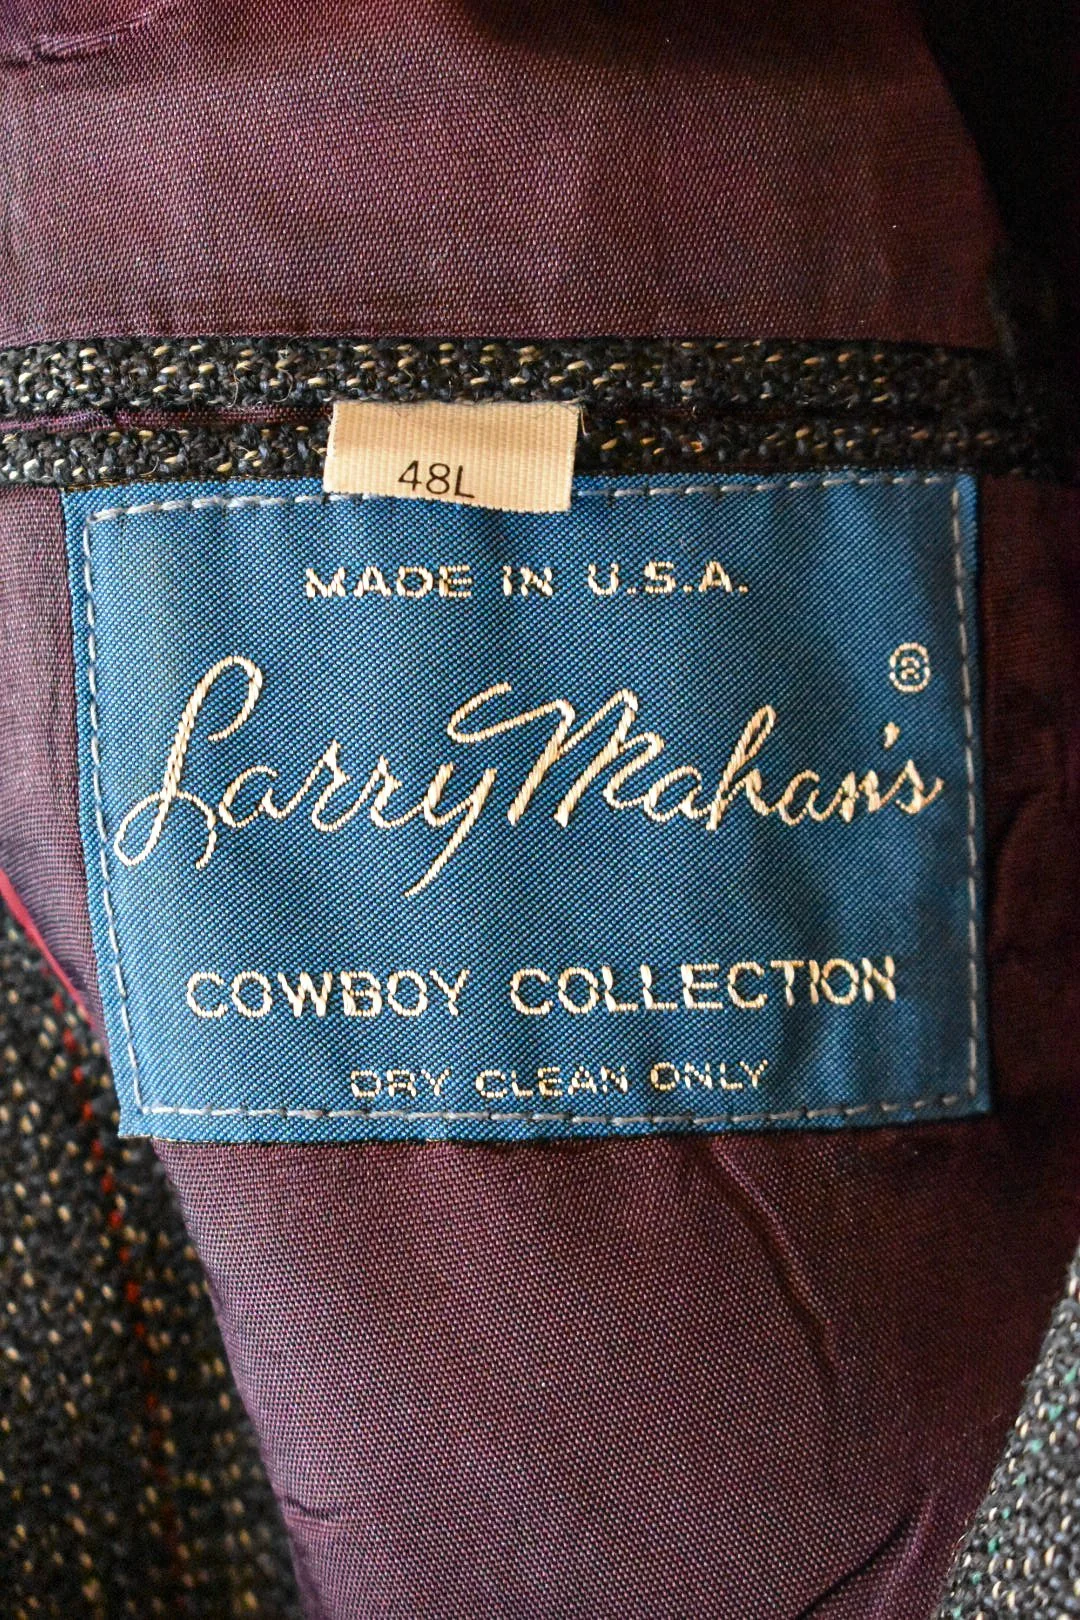 48L
MADE IN U.S.A.
Larry Mahan's ®
COWBOY COLLECTION
DRY CLEAN ONLY